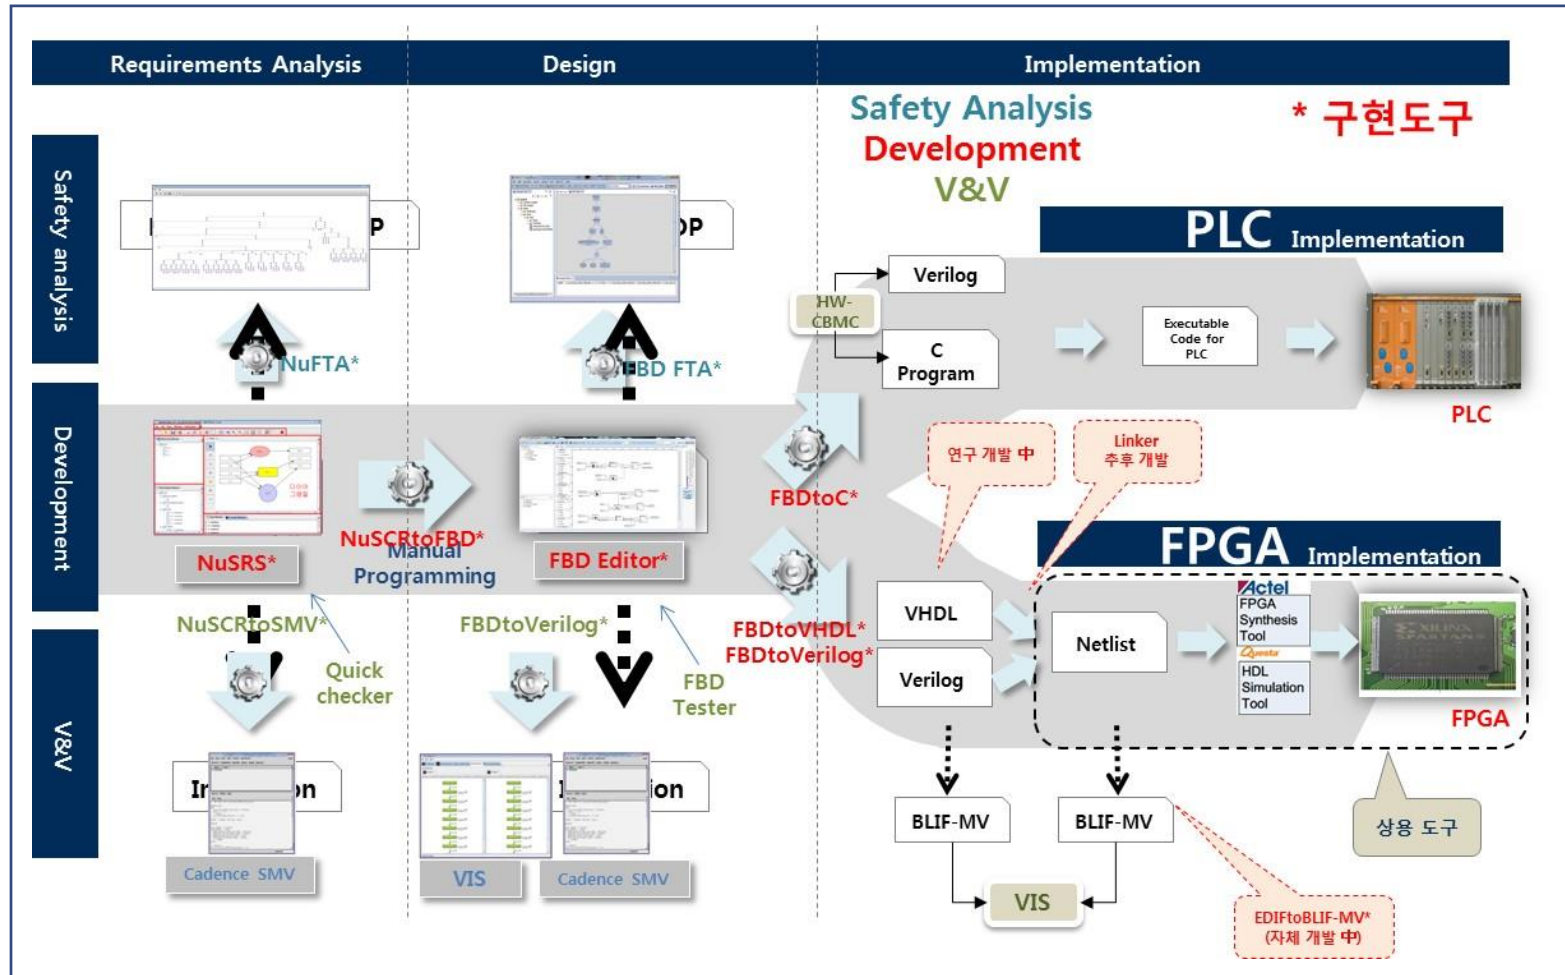 Requirements Analysis
Design
Implementation
Safety Analysis
Development
V&V
* 구현도구
Safety analysis
Development
V&V
P
OP
NuFTA*
FBD FTA*
HW-
CBMC
Verilog
C
Program
PLC Implementation
Executable
Code for
PLC
PLC
NuSRS*
NuSCRtoFBD*
Manual
Programming
FBD Editor*
FBDtoC*
연구 개발 中
Linker
추후 개발
FPGA Implementation
NuSCRtoSMV*
Quick
checker
FBDtoVerilog*
FBD
Tester
FBDtoVHDL*
FBDtoVerilog*
VHDL
Verilog
Netlist
Actel
FPGA
Synthesis
Tool
Questa
HDL
Simulation
Tool
XILINX
SPARTAN
FPGA
In
on
Cadence SMV
ion
VIS
Cadence SMV
BLIF-MV
BLIF-MV
VIS
상용 도구
EDIFtoBLIF-MV*
(자체 개발 中)